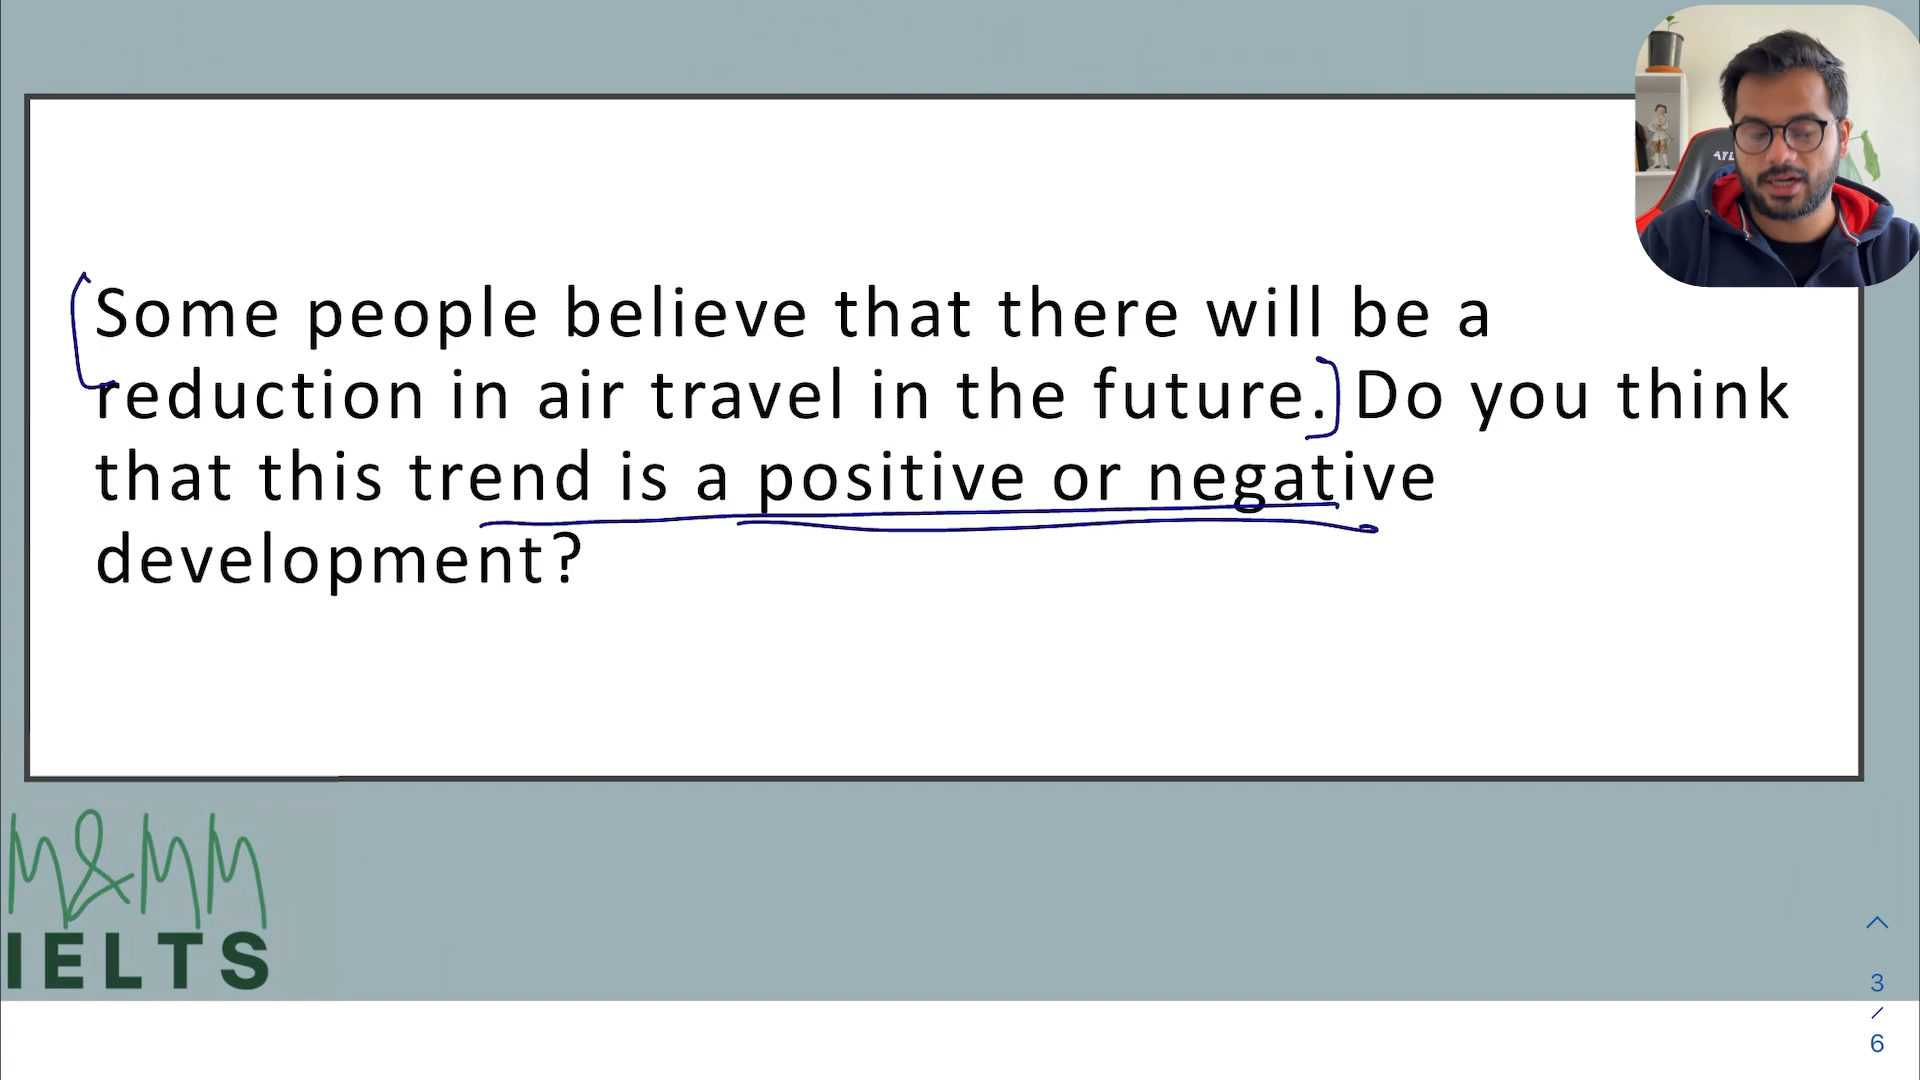 Some people believe that there will be a
reduction in air travel in the future. Do you think
that this trend is a positive or negative
development?
M&MM
IELTS
3
/
6